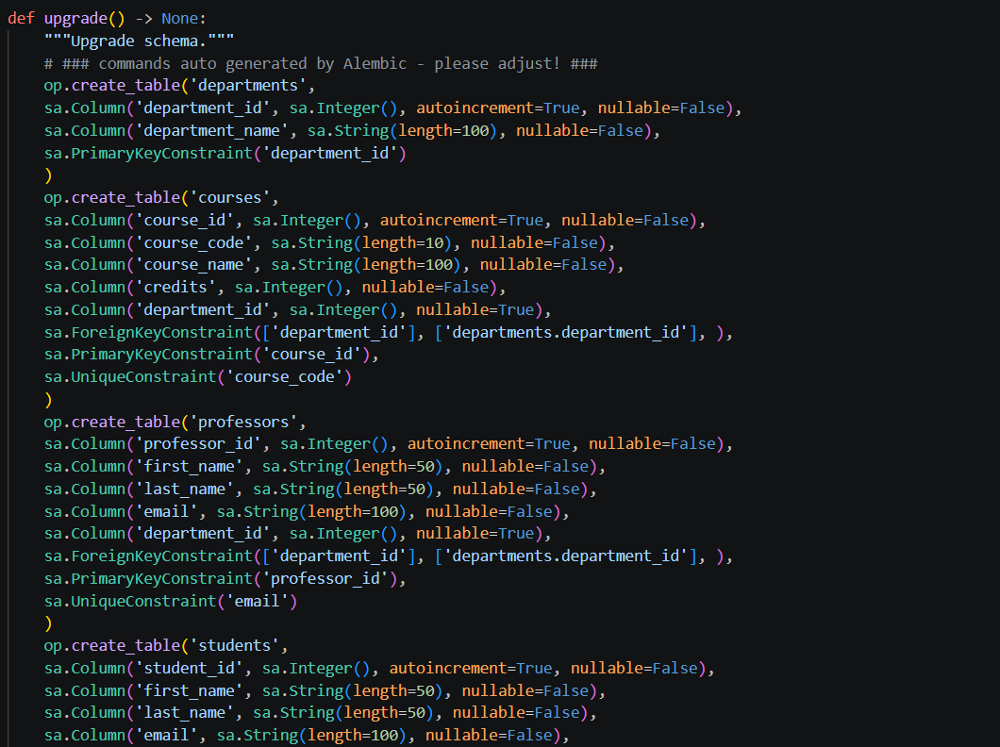 def upgrade() -> None:
    """Upgrade schema."""
    # ### commands auto generated by Alembic - please adjust! ###
    op.create_table('departments',
    sa.Column('department_id', sa.Integer(), autoincrement=True, nullable=False),
    sa.Column('department_name', sa.String(length=100), nullable=False),
    sa.PrimaryKeyConstraint('department_id')
    )
    op.create_table('courses',
    sa.Column('course_id', sa.Integer(), autoincrement=True, nullable=False),
    sa.Column('course_code', sa.String(length=10), nullable=False),
    sa.Column('course_name', sa.String(length=100), nullable=False),
    sa.Column('credits', sa.Integer(), nullable=False),
    sa.Column('department_id', sa.Integer(), nullable=True),
    sa.ForeignKeyConstraint(['department_id'], ['departments.department_id'], ),
    sa.PrimaryKeyConstraint('course_id'),
    sa.UniqueConstraint('course_code')
    )
    op.create_table('professors',
    sa.Column('professor_id', sa.Integer(), autoincrement=True, nullable=False),
    sa.Column('first_name', sa.String(length=50), nullable=False),
    sa.Column('last_name', sa.String(length=50), nullable=False),
    sa.Column('email', sa.String(length=100), nullable=False),
    sa.Column('department_id', sa.Integer(), nullable=True),
    sa.ForeignKeyConstraint(['department_id'], ['departments.department_id'], ),
    sa.PrimaryKeyConstraint('professor_id'),
    sa.UniqueConstraint('email')
    )
    op.create_table('students',
    sa.Column('student_id', sa.Integer(), autoincrement=True, nullable=False),
    sa.Column('first_name', sa.String(length=50), nullable=False),
    sa.Column('last_name', sa.String(length=50), nullable=False),
    sa.Column('email', sa.String(length=100), nullable=False),